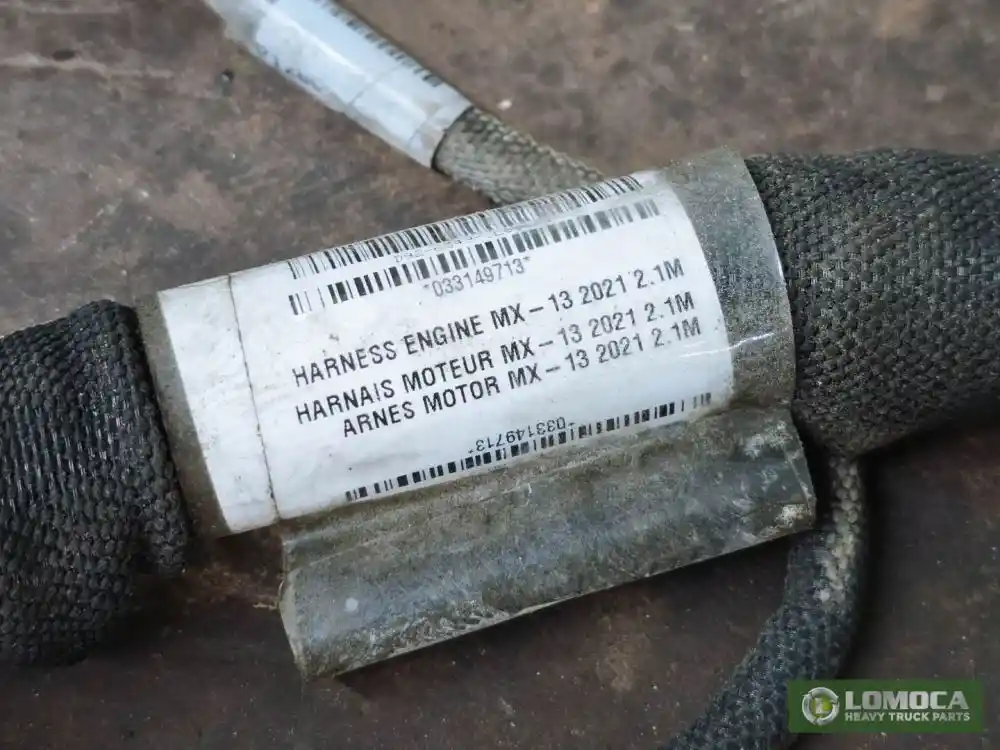 *033149713*
HARNESS ENGINE MX-13 2021 2.1M
HARNAIS MOTEUR MX-13 2021 2.1M
ARNES MOTOR MX-13 2021 2.1M
*033149713*
LOMOCA
HEAVY TRUCK PARTS